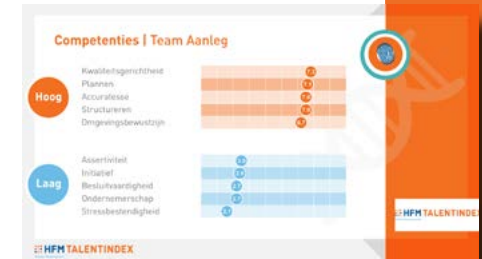 Competenties | Team Aanleg
Hoog
Kwaliteitsgerichtheid
Plannen
Accuratesse
Structureren
Omgevingsbewustzijn
Laag
Assertiviteit
Initiatief
Besluitvaardigheid
Ondernemerschap
Stressbestendigheid
HFM TALENTINDEX
HFM TALENTINDEX